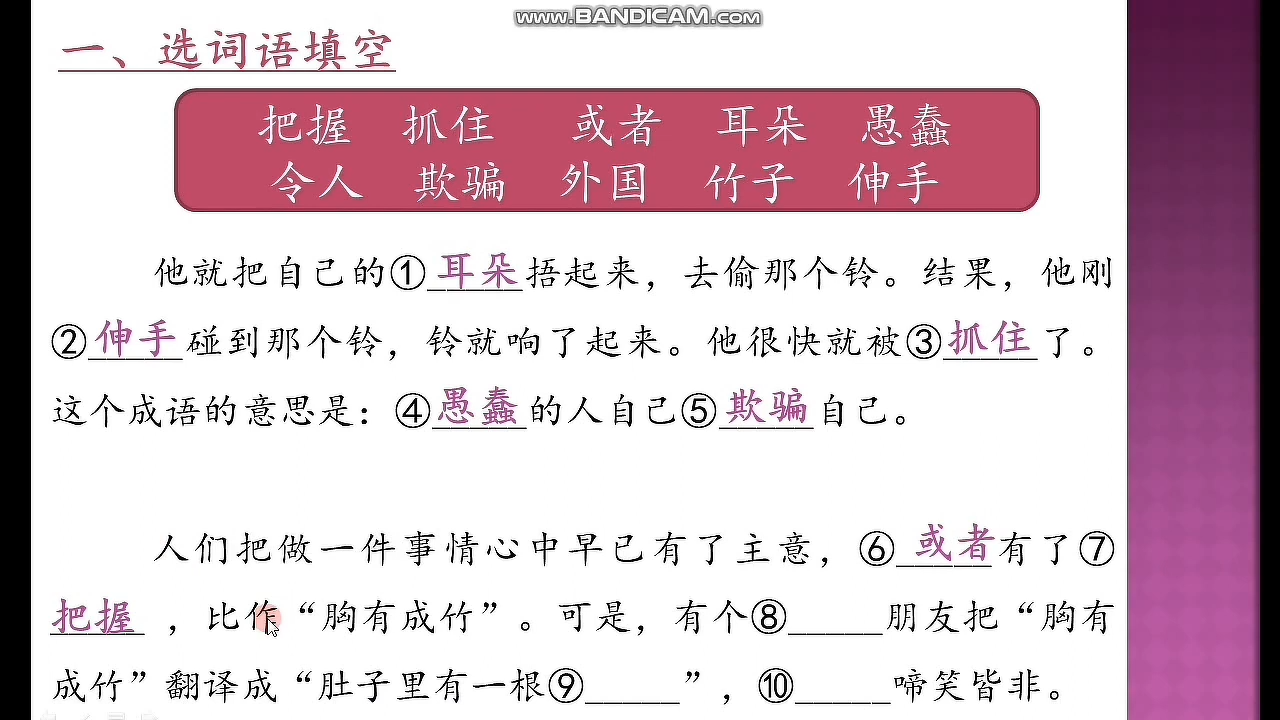 www.BANDICAM.com
一、选词语填空
把握 抓住 或者 耳朵 愚蠢
令人 欺骗 外国 竹子 伸手
他就把自己的①耳朵捂起来，去偷那个铃。结果，他刚
②伸手碰到那个铃，铃就响了起来。他很快就被③抓住了。
这个成语的意思是：④愚蠢的人自己⑤欺骗自己。
人们把做一件事情心中早已有了主意，⑥或者有了⑦
把握，比作“胸有成竹”。可是，有个⑧_____朋友把“胸有
成竹”翻译成“肚子里有一根⑨_____”，⑩_____啼笑皆非。